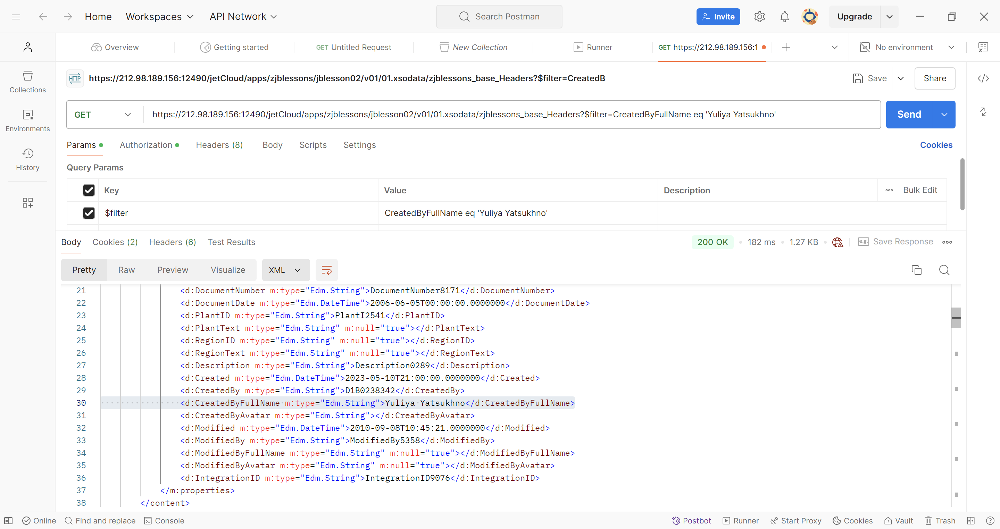 Home Workspaces API Network Search Postman Invite Upgrade
Overview Getting started GET Untitled Request New Collection Runner GET https://212.98.189.156:1 No environment
HTTP https://212.98.189.156:12490/jetCloud/apps/zjblessons/jblesson02/v01/01.xsodata/zjblessons_base_Headers?$filter=CreatedB Save Share
Collections
Environments
History
GET https://212.98.189.156:12490/jetCloud/apps/zjblessons/jblesson02/v01/01.xsodata/zjblessons_base_Headers?$filter=CreatedByFullName eq 'Yuliya Yatsukhno' Send
Params Authorization Headers (8) Body Scripts Settings Cookies
Query Params
Key Value Description Bulk Edit
$filter CreatedByFullName eq 'Yuliya Yatsukhno'
Body Cookies (2) Headers (6) Test Results 200 OK 182 ms 1.27 KB e.g. Save Response
Pretty Raw Preview Visualize XML
21 <d:DocumentNumber m:type="Edm.String">DocumentNumber8171</d:DocumentNumber>
22 <d:DocumentDate m:type="Edm.DateTime">2006-06-05T00:00:00.0000000</d:DocumentDate>
23 <d:PlantID m:type="Edm.String">PlantI2541</d:PlantID>
24 <d:PlantText m:type="Edm.String" m:null="true"></d:PlantText>
25 <d:RegionID m:type="Edm.String" m:null="true"></d:RegionID>
26 <d:RegionText m:type="Edm.String" m:null="true"></d:RegionText>
27 <d:Description m:type="Edm.String">Description0289</d:Description>
28 <d:Created m:type="Edm.DateTime">2023-05-10T21:00:00.0000000</d:Created>
29 <d:CreatedBy m:type="Edm.String">D1B0238342</d:CreatedBy>
30 <d:CreatedByFullName m:type="Edm.String">Yuliya Yatsukhno</d:CreatedByFullName>
31 <d:CreatedByAvatar m:type="Edm.String"></d:CreatedByAvatar>
32 <d:Modified m:type="Edm.DateTime">2010-09-08T10:45:21.0000000</d:Modified>
33 <d:ModifiedBy m:type="Edm.String">ModifiedBy5358</d:ModifiedBy>
34 <d:ModifiedByFullName m:type="Edm.String" m:null="true"></d:ModifiedByFullName>
35 <d:ModifiedByAvatar m:type="Edm.String" m:null="true"></d:ModifiedByAvatar>
36 <d:IntegrationID m:type="Edm.String">IntegrationID9076</d:IntegrationID>
37 </m:properties>
38 </content>
Online Find and replace Console Postbot Runner Start Proxy Cookies Vault Trash